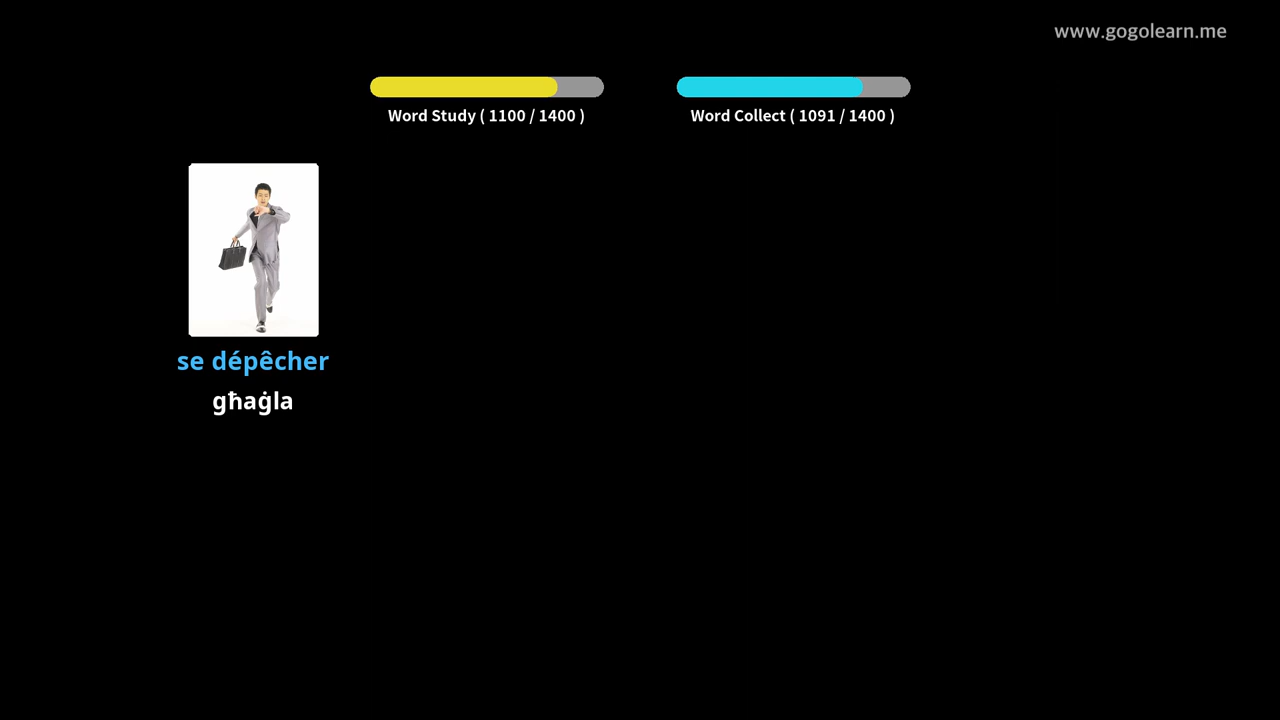 www.gogolearn.me
Word Study ( 1100 / 1400 )
Word Collect ( 1091 / 1400 )
se dépêcher
għaġla